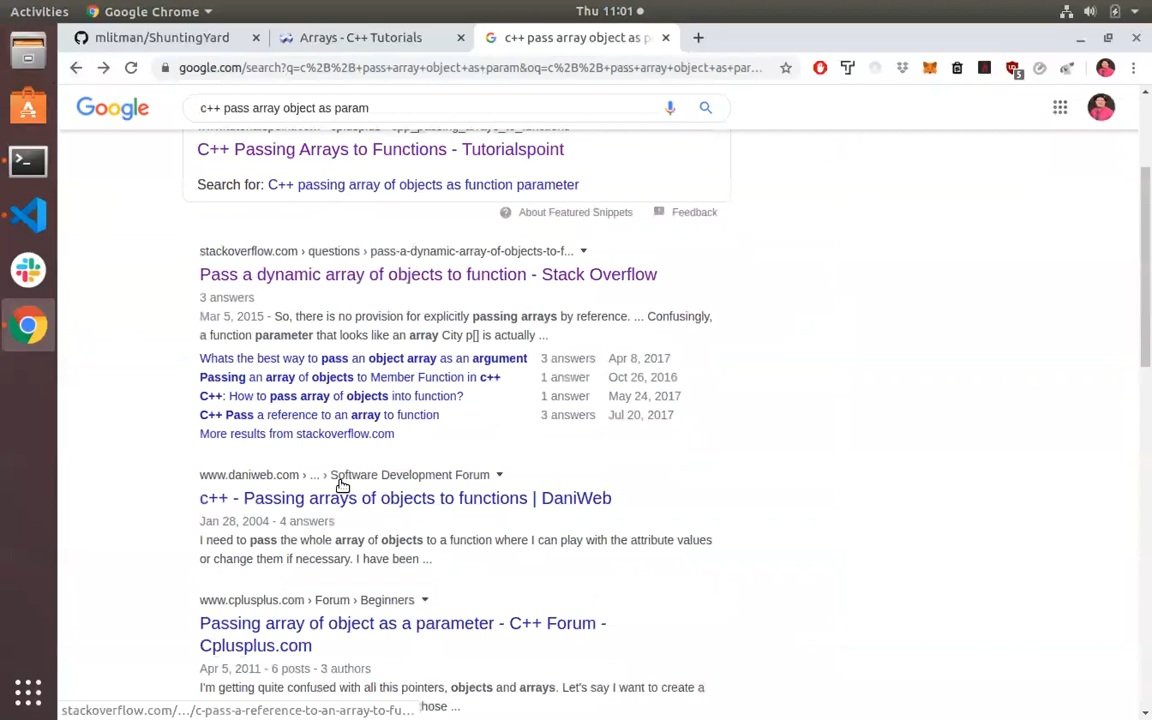 Activities
Google Chrome
Thu 11:01
mlitman/ShuntingYard
Arrays - C++ Tutorials
c++ pass array object as p
google.com/search?q=c%2B%2B+pass+array+object+as+param&oq=c%2B%2B+pass+array+object+as+par...
5
Google
c++ pass array object as param
C++ Passing Arrays to Functions - Tutorialspoint
Search for: C++ passing array of objects as function parameter
About Featured Snippets
Feedback
stackoverflow.com › questions › pass-a-dynamic-array-of-objects-to-f...
Pass a dynamic array of objects to function - Stack Overflow
3 answers
Mar 5, 2015 - So, there is no provision for explicitly passing arrays by reference. ... Confusingly,
a function parameter that looks like an array City p[] is actually ...
Whats the best way to pass an object array as an argument 3 answers Apr 8, 2017
Passing an array of objects to Member Function in c++ 1 answer Oct 26, 2016
C++: How to pass array of objects into function? 1 answer May 24, 2017
C++ Pass a reference to an array to function 3 answers Jul 20, 2017
More results from stackoverflow.com
www.daniweb.com › ... › Software Development Forum
c++ - Passing arrays of objects to functions | DaniWeb
Jan 28, 2004 - 4 answers
I need to pass the whole array of objects to a function where I can play with the attribute values
or change them if necessary. I have been ...
www.cplusplus.com › Forum › Beginners
Passing array of object as a parameter - C++ Forum -
Cplusplus.com
Apr 5, 2011 - 6 posts - 3 authors
I'm getting quite confused with all this pointers, objects and arrays. Let's say I want to create a
hose ...
stackoverflow.com/.../c-pass-a-reference-to-an-array-to-fu...